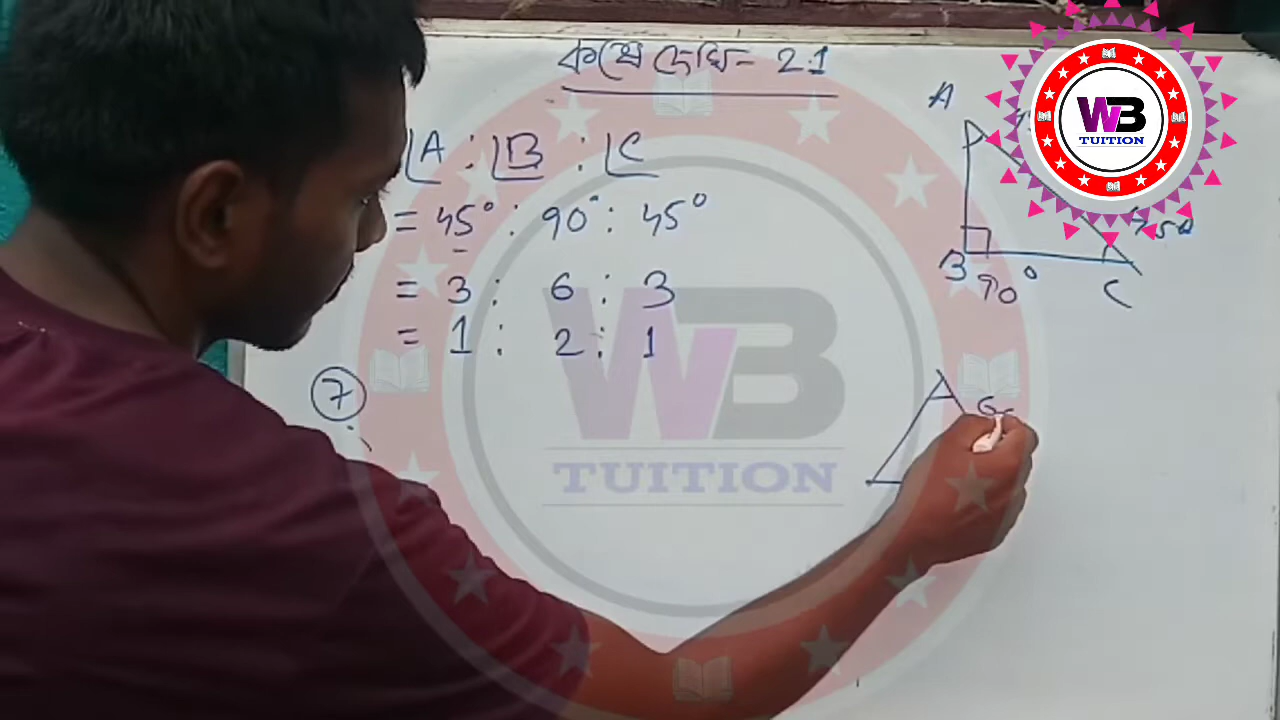 কষে দেখি - 2.1
∠A : ∠B : ∠C
= 45° : 90° : 45°
= 3 : 6 : 3
= 1 : 2 : 1
7
A
B
90°
C
WB
TUITION
WB
TUITION